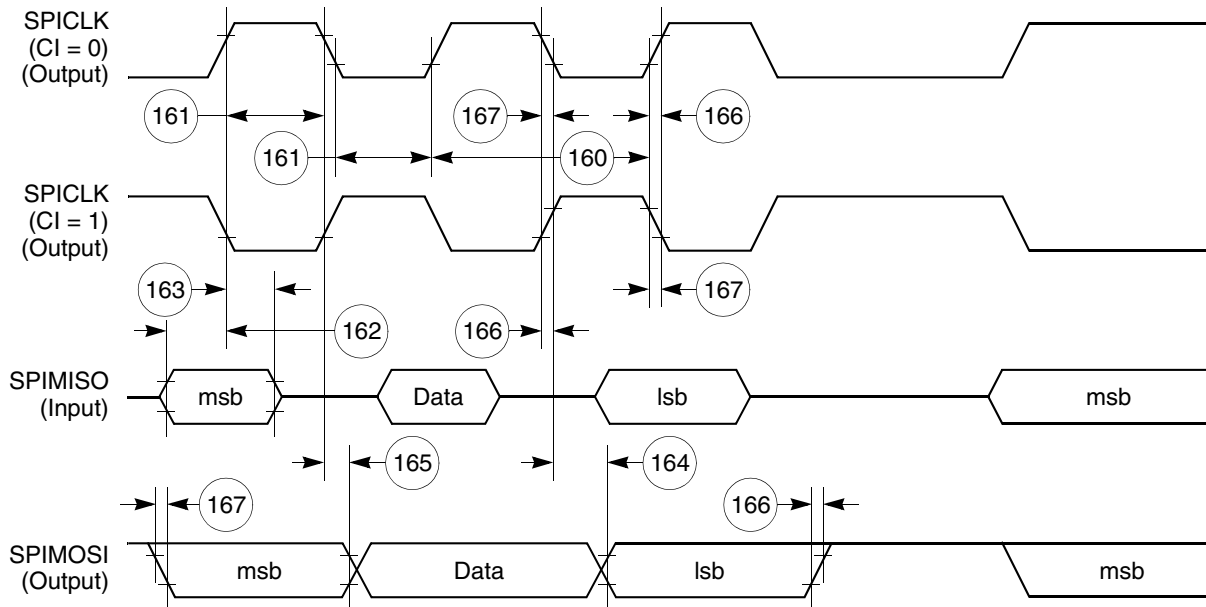 SPICLK
(CI = 0)
(Output)
161
167
166
161
160
SPICLK
(CI = 1)
(Output)
163
167
162
166
SPIMISO
(Input)
msb
Data
lsb
msb
165
164
167
166
SPIMOSI
(Output)
msb
Data
lsb
msb